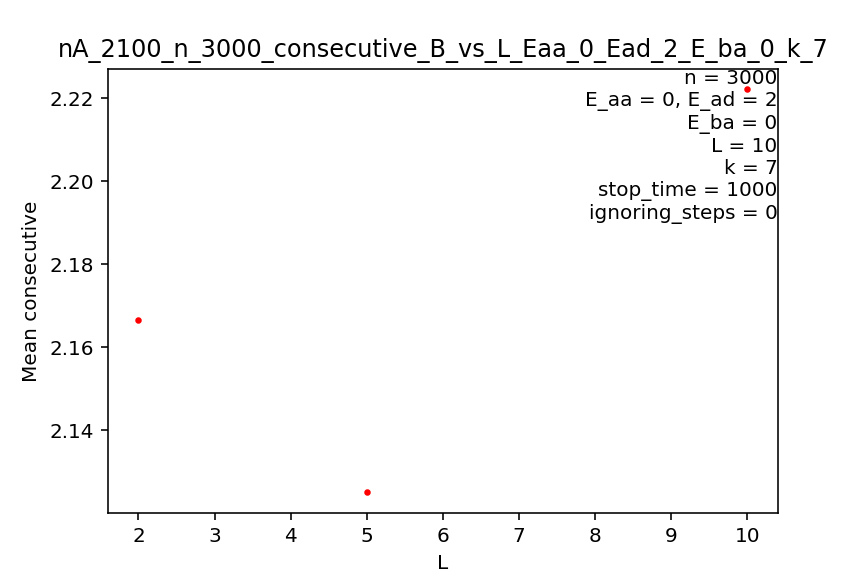 nA_2100_n_3000_consecutive_B_vs_L_Eaa_0_Ead_2_E_ba_0_k_7
n = 3000
E_aa = 0, E_ad = 2
E_ba = 0
L = 10
k = 7
stop_time = 1000
ignoring_steps = 0
Mean consecutive
2.22
2.20
2.18
2.16
2.14
2
3
4
5
6
7
8
9
10
L